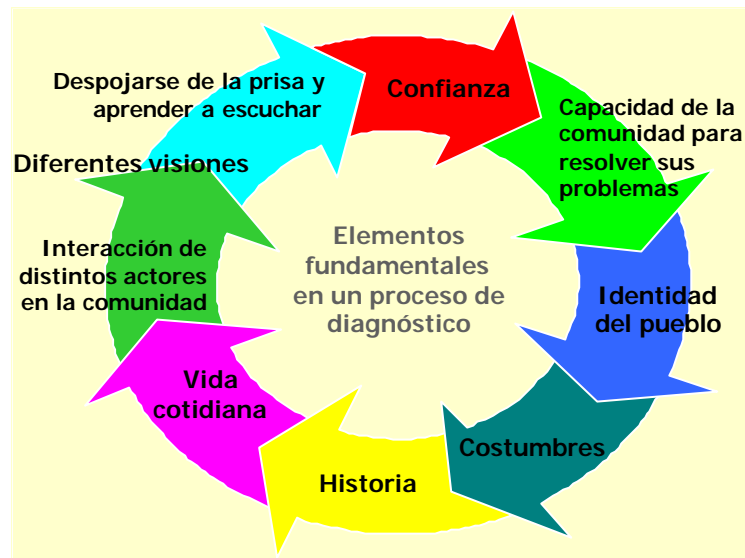 Despojarse de la prisa y
aprender a escuchar
Confianza
Capacidad de la
comunidad para
resolver sus
problemas
Diferentes visiones
Interacción de
distintos actores
en la comunidad
Elementos
fundamentales
en un proceso de
diagnóstico
Identidad
del pueblo
Vida
cotidiana
Costumbres
Historia